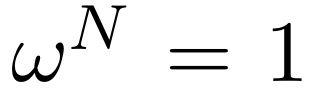 ω^N = 1